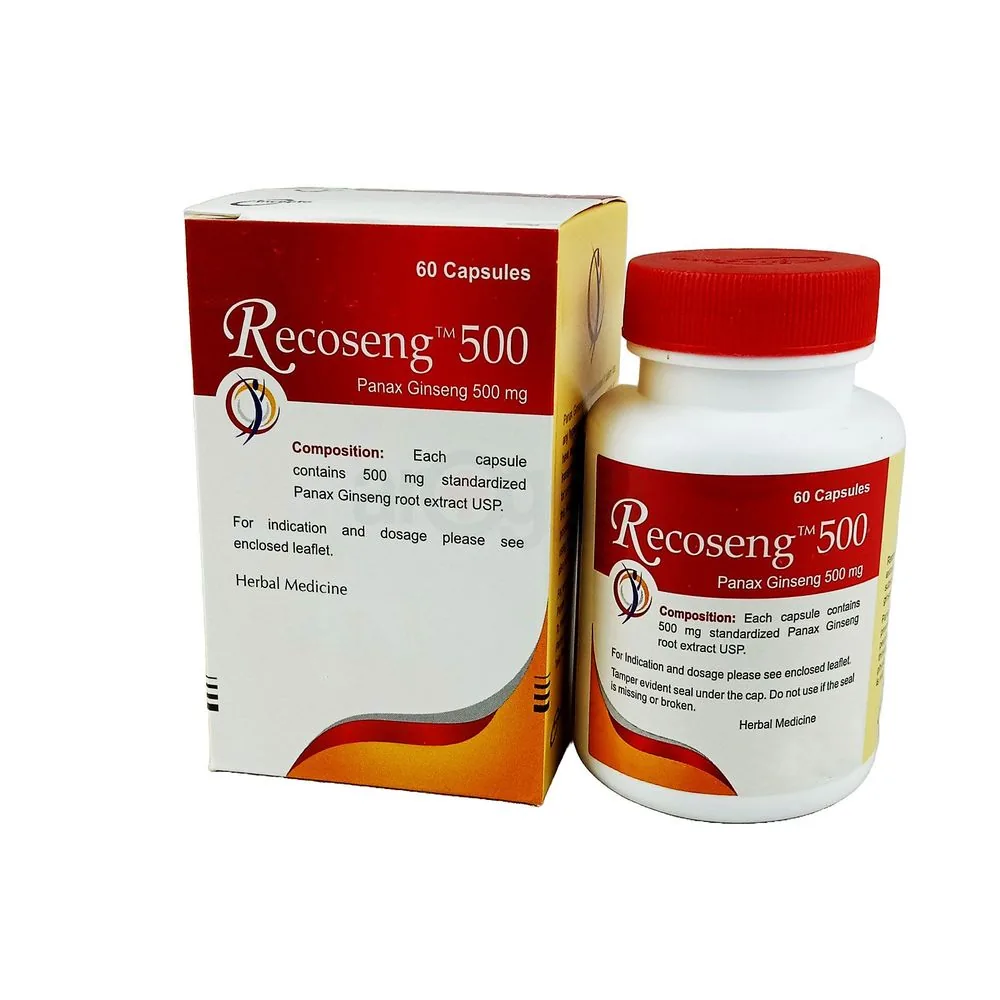 60 Capsules
Recoseng™ 500
Panax Ginseng 500 mg
Composition: Each capsule
contains 500 mg standardized
Panax Ginseng root extract USP.
For indication and dosage please see
enclosed leaflet.
Herbal Medicine
60 Capsules
Recoseng™ 500
Panax Ginseng 500 mg
Composition: Each capsule contains
500 mg standardized Panax Ginseng
root extract USP.
For Indication and dosage please see enclosed leaflet.
Tamper evident seal under the cap. Do not use if the seal
is missing or broken.
Herbal Medicine